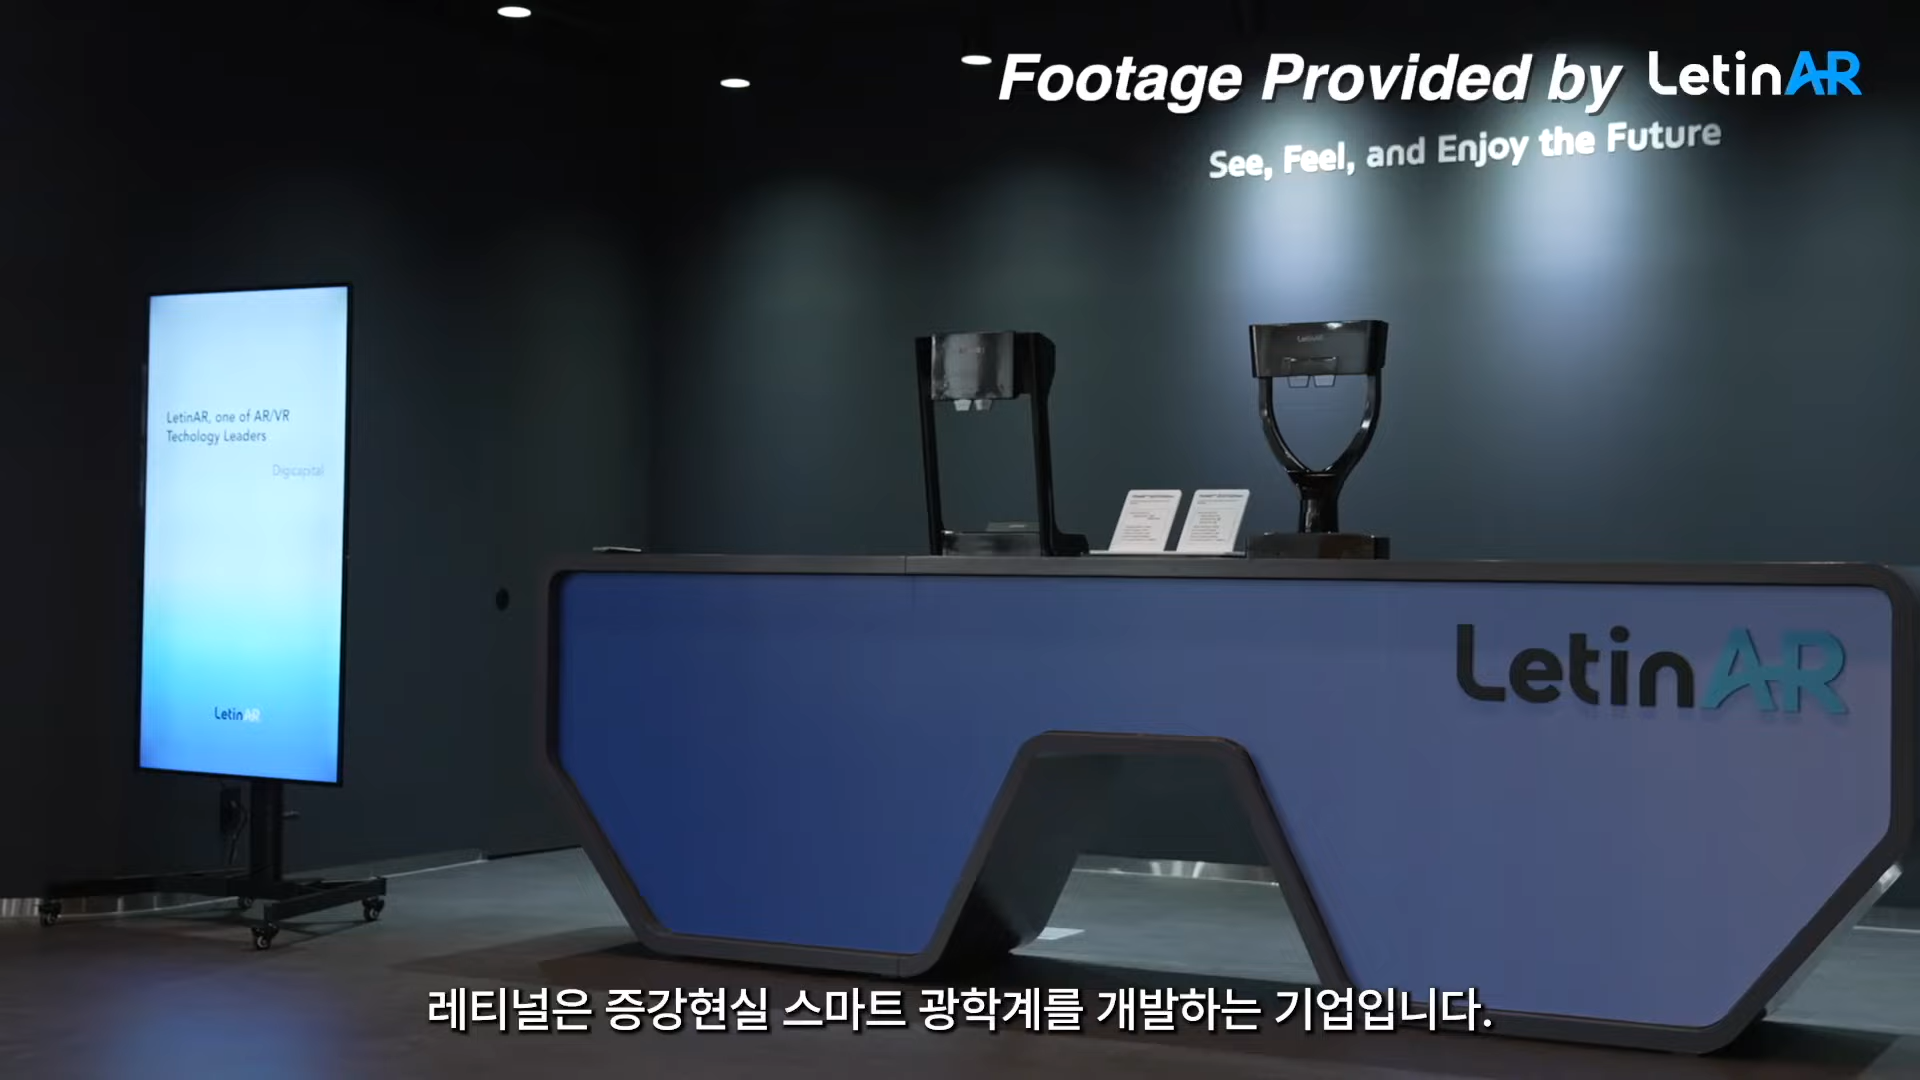 Footage Provided by LetinAR
See, Feel, and Enjoy the Future
LetinAR, one of AR/VR
Techology Leaders
Digicapital
LetinAR
LetinAR
레티널은 증강현실 스마트 광학계를 개발하는 기업입니다.